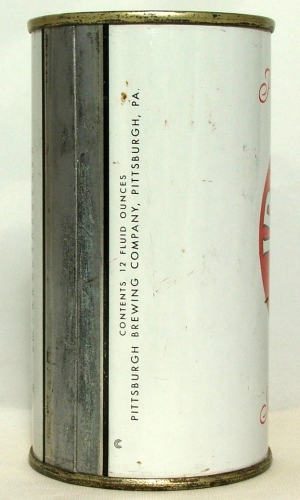 CONTENTS 12 FLUID OUNCES
PITTSBURGH BREWING COMPANY, PITTSBURGH, PA.